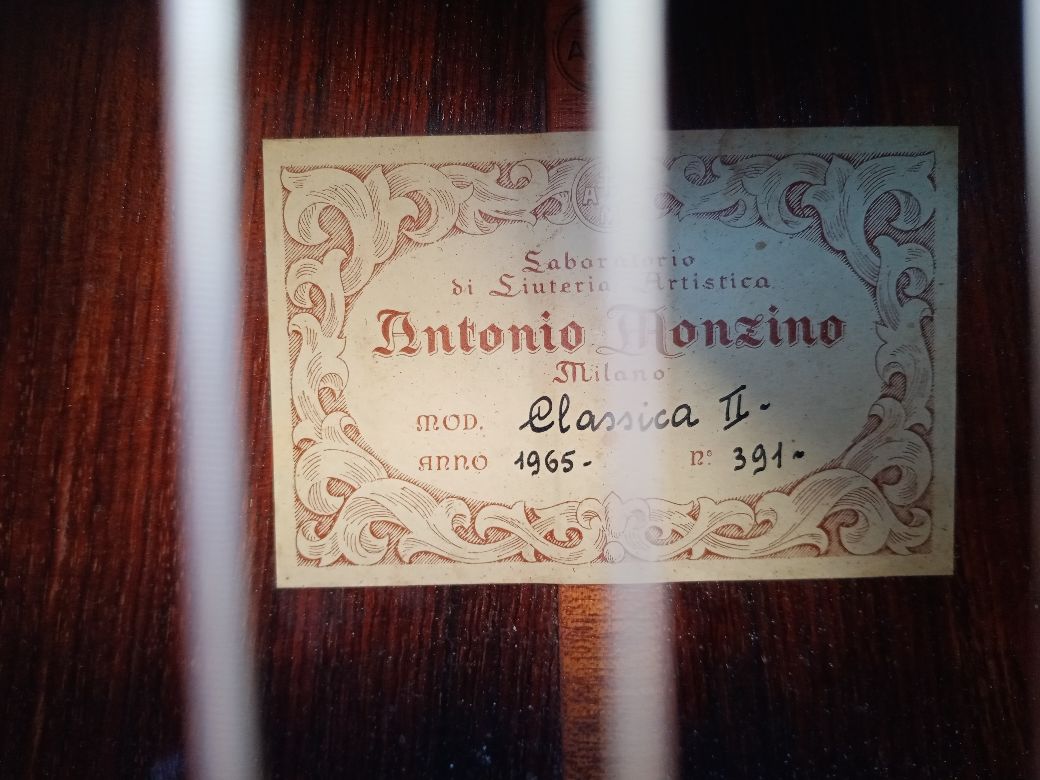 Laboratorio
di Liuteria Artistica
Antonio Monzino
Milano
MOD. Classica II-
ANNO 1965- N° 391-